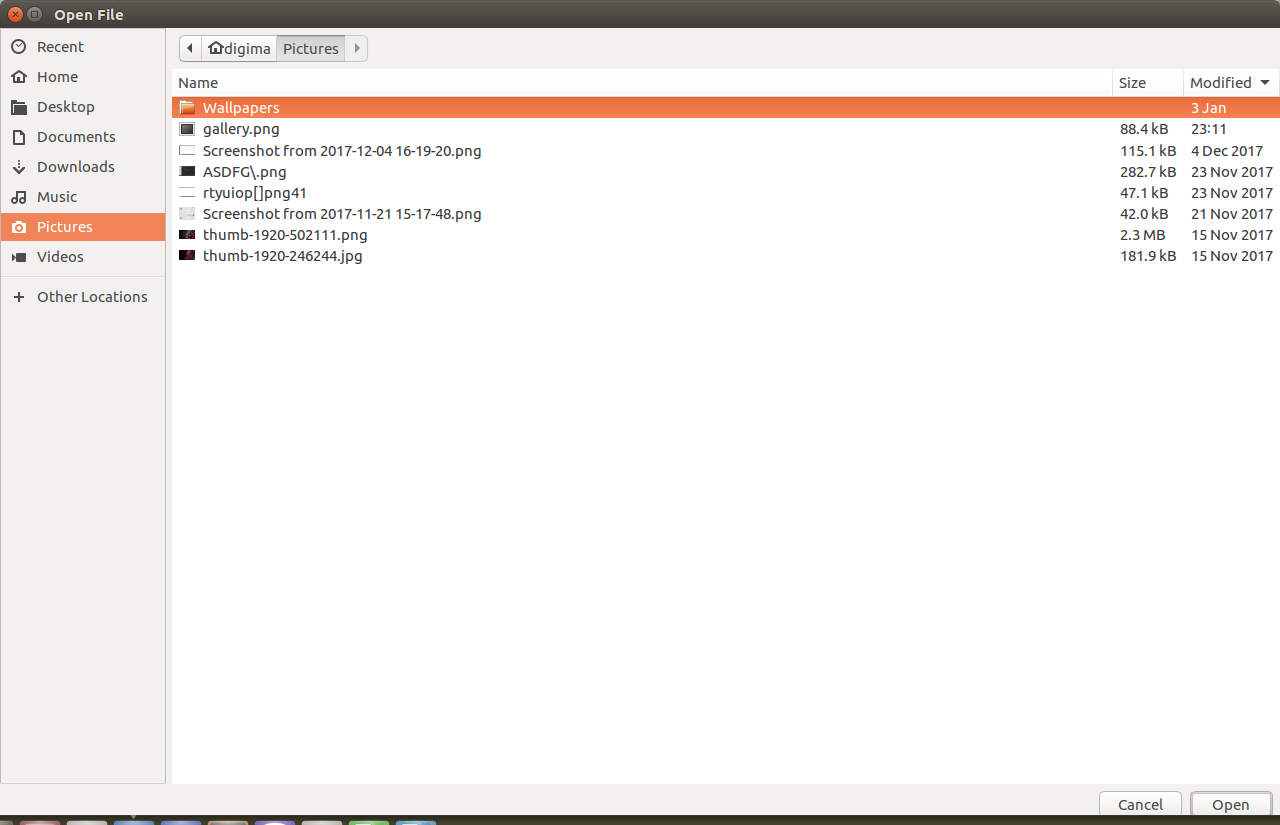 Open File
Recent
Home
Desktop
Documents
Downloads
Music
Pictures
Videos
Other Locations
digima Pictures
Name Size Modified
Wallpapers 3 Jan
gallery.png 88.4 kB 23:11
Screenshot from 2017-12-04 16-19-20.png 115.1 kB 4 Dec 2017
ASDFG\.png 282.7 kB 23 Nov 2017
rtyuiop[]png41 47.1 kB 23 Nov 2017
Screenshot from 2017-11-21 15-17-48.png 42.0 kB 21 Nov 2017
thumb-1920-502111.png 2.3 MB 15 Nov 2017
thumb-1920-246244.jpg 181.9 kB 15 Nov 2017
Cancel Open